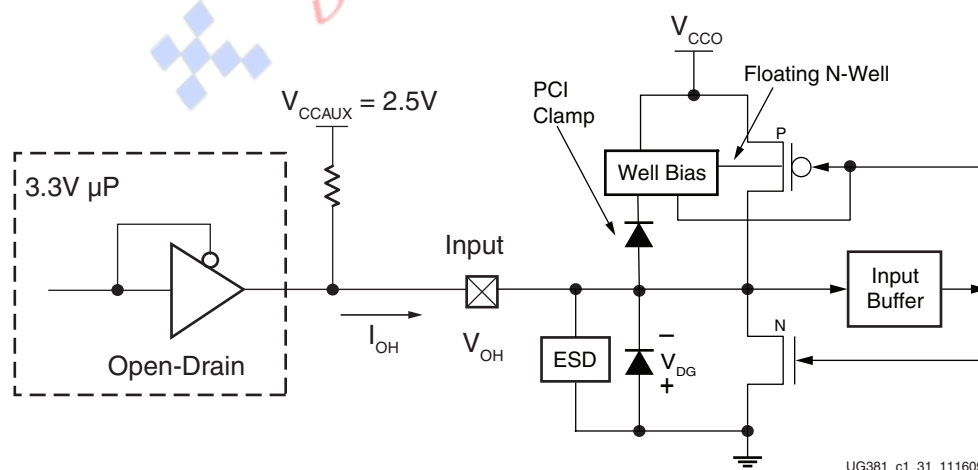 V_CCO
Floating N-Well
PCI
Clamp
V_CCAUX = 2.5V
P
Well Bias
3.3V µP
Input
Input
Buffer
I_OH
V_OH
N
Open-Drain
ESD
–
V_DG
+
UG381_c1_31_111609